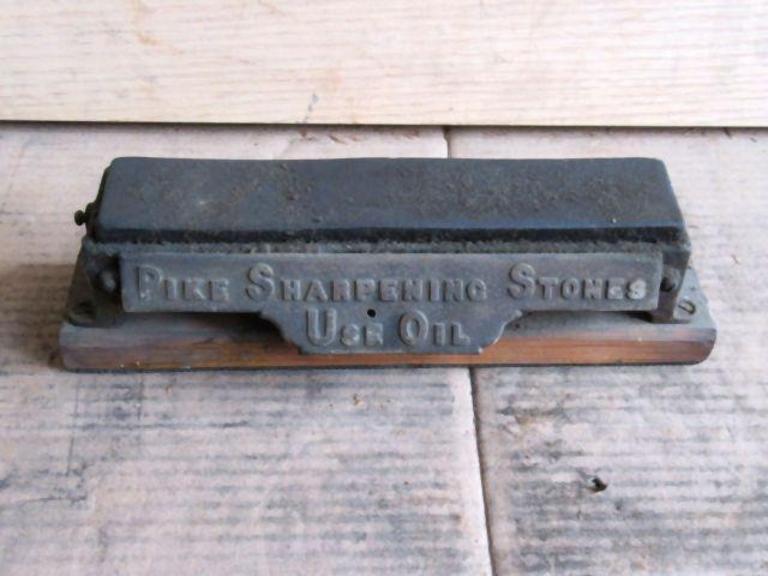 Pike Sharpening Stones
Use Oil